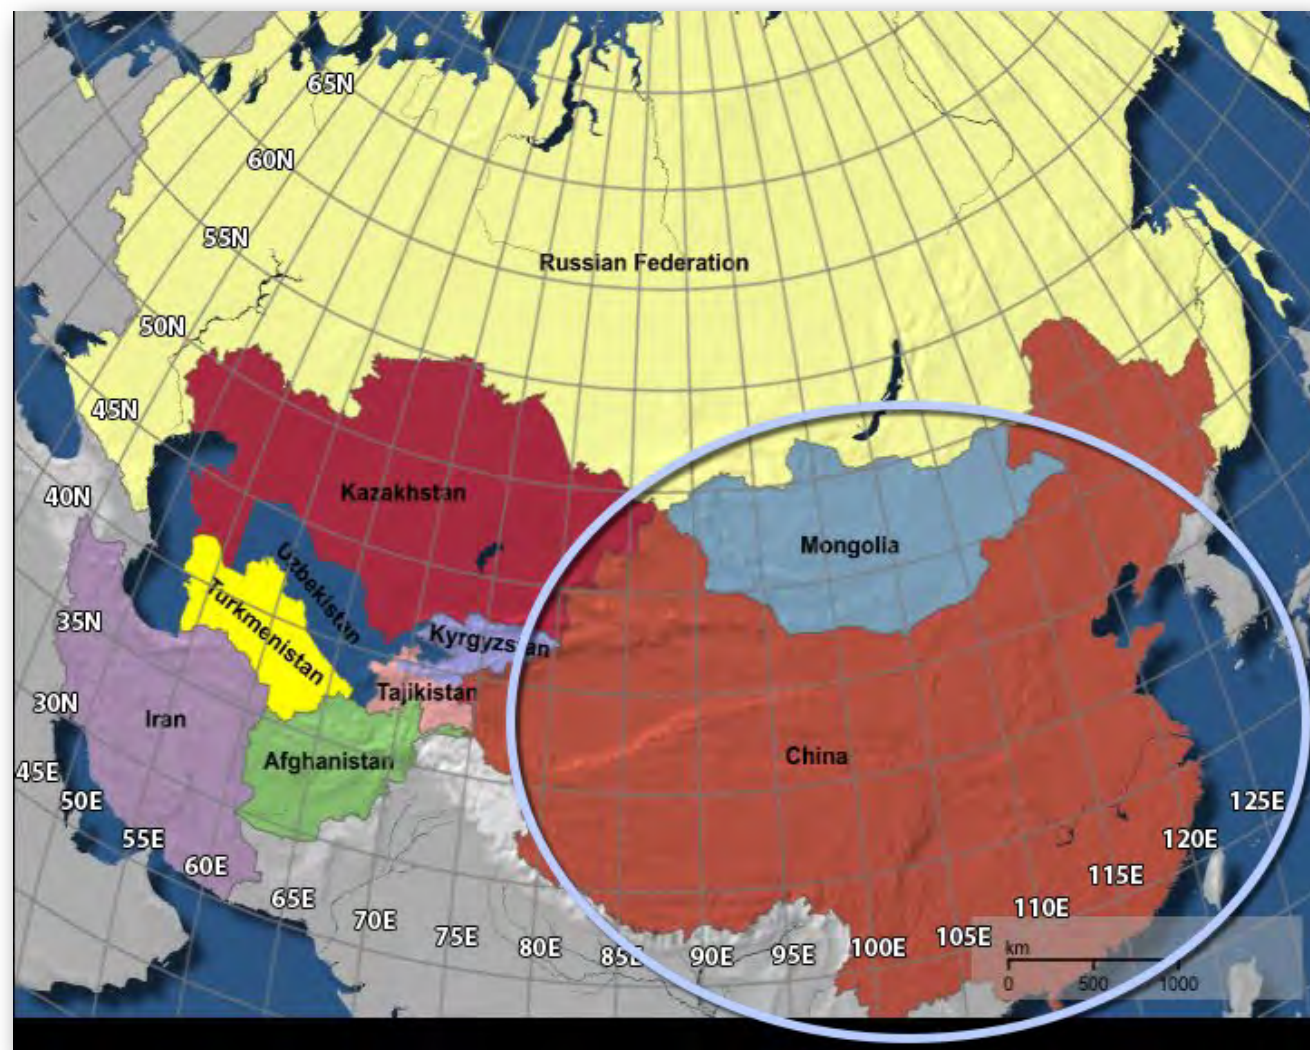 65N
60N
55N
Russian Federation
50N
45N
40N
Kazakhstan
Mongolia
Uzbekistan
Turkmenistan
35N
Kyrgyzstan
Tajikistan
30N
Iran
China
Afghanistan
45E
50E
55E
60E
65E
70E
75E
80E
85E
90E
95E
100E
105E
110E
115E
120E
125E
km
0 500 1000